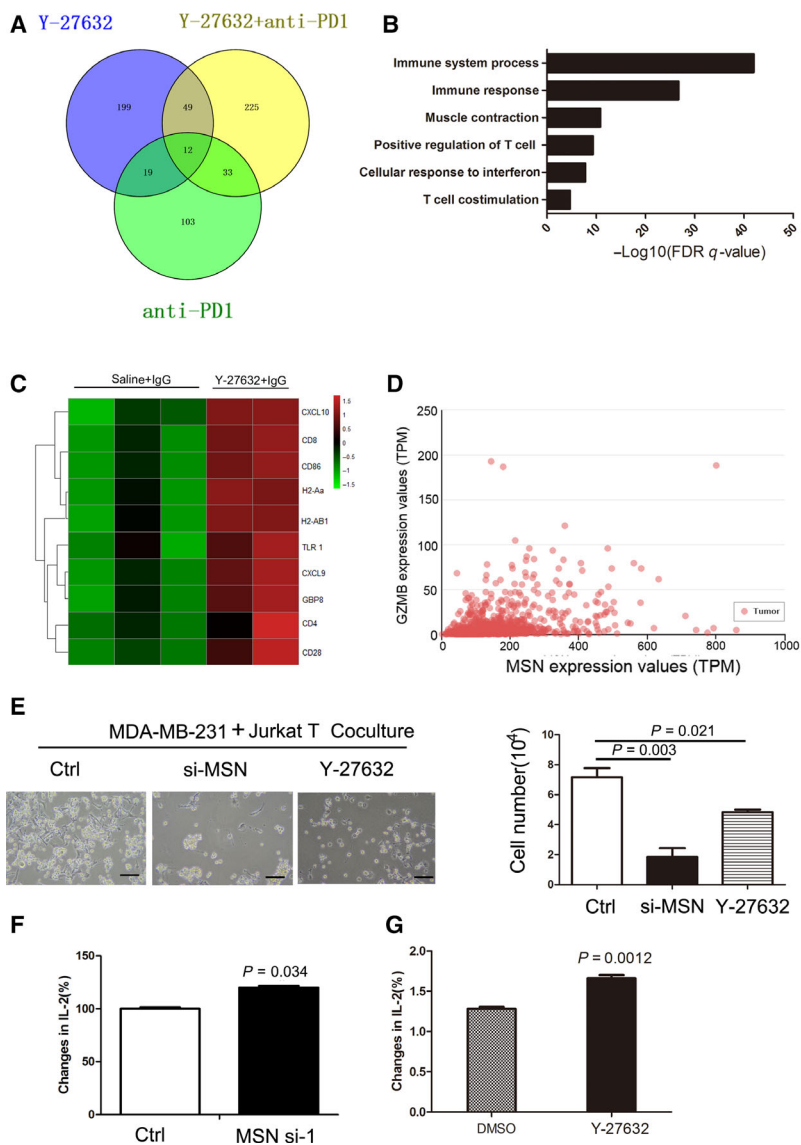 A
Y-27632
Y-27632+anti-PD1
199
49
225
12
19
33
103
anti-PD1
B
Immune system process
Immune response
Muscle contraction
Positive regulation of T cell
Cellular response to interferon
T cell costimulation
0
10
20
30
40
50
–Log10(FDR q-value)
C
Saline+IgG
Y-27632+IgG
CXCL10
CD8
CD86
H2-Aa
H2-AB1
TLR 1
CXCL9
GBP8
CD4
CD28
1.5
1
0.5
0
−0.5
−1
−1.5
D
GZMB expression values (TPM)
250
200
150
100
50
0
0
200
400
600
800
1000
Tumor
MSN expression values (TPM)
E
MDA-MB-231 + Jurkat T Coculture
Ctrl
si-MSN
Y-27632
Cell number(10⁴)
10
8
6
4
2
0
P = 0.021
P = 0.003
Ctrl
si-MSN
Y-27632
F
Changes in IL-2(%)
150
100
50
0
P = 0.034
Ctrl
MSN si-1
G
Changes in IL-2(%)
2.0
1.5
1.0
0.5
0.0
P = 0.0012
DMSO
Y-27632